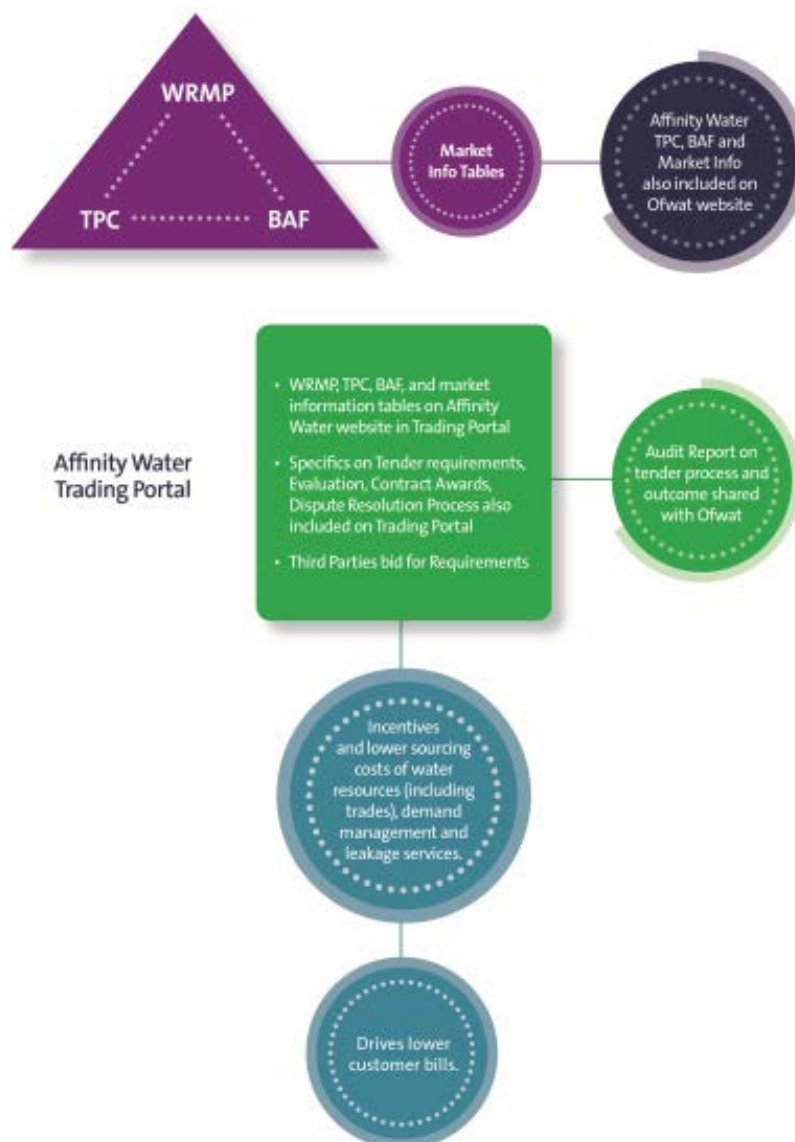 WRMP
TPC
BAF
Market
Info Tables
Affinity Water
TPC, BAF and
Market Info
also included on
Ofwat website
Affinity Water
Trading Portal
• WRMP, TPC, BAF, and market
information tables on Affinity
Water website in Trading Portal
• Specifics on Tender requirements,
Evaluation, Contract Awards,
Dispute Resolution Process also
included on Trading Portal
• Third Parties bid for Requirements
Audit Report on
tender process and
outcome shared
with Ofwat
Incentives
and lower sourcing
costs of water
resources (including
trades), demand
management and
leakage services.
Drives lower
customer bills.